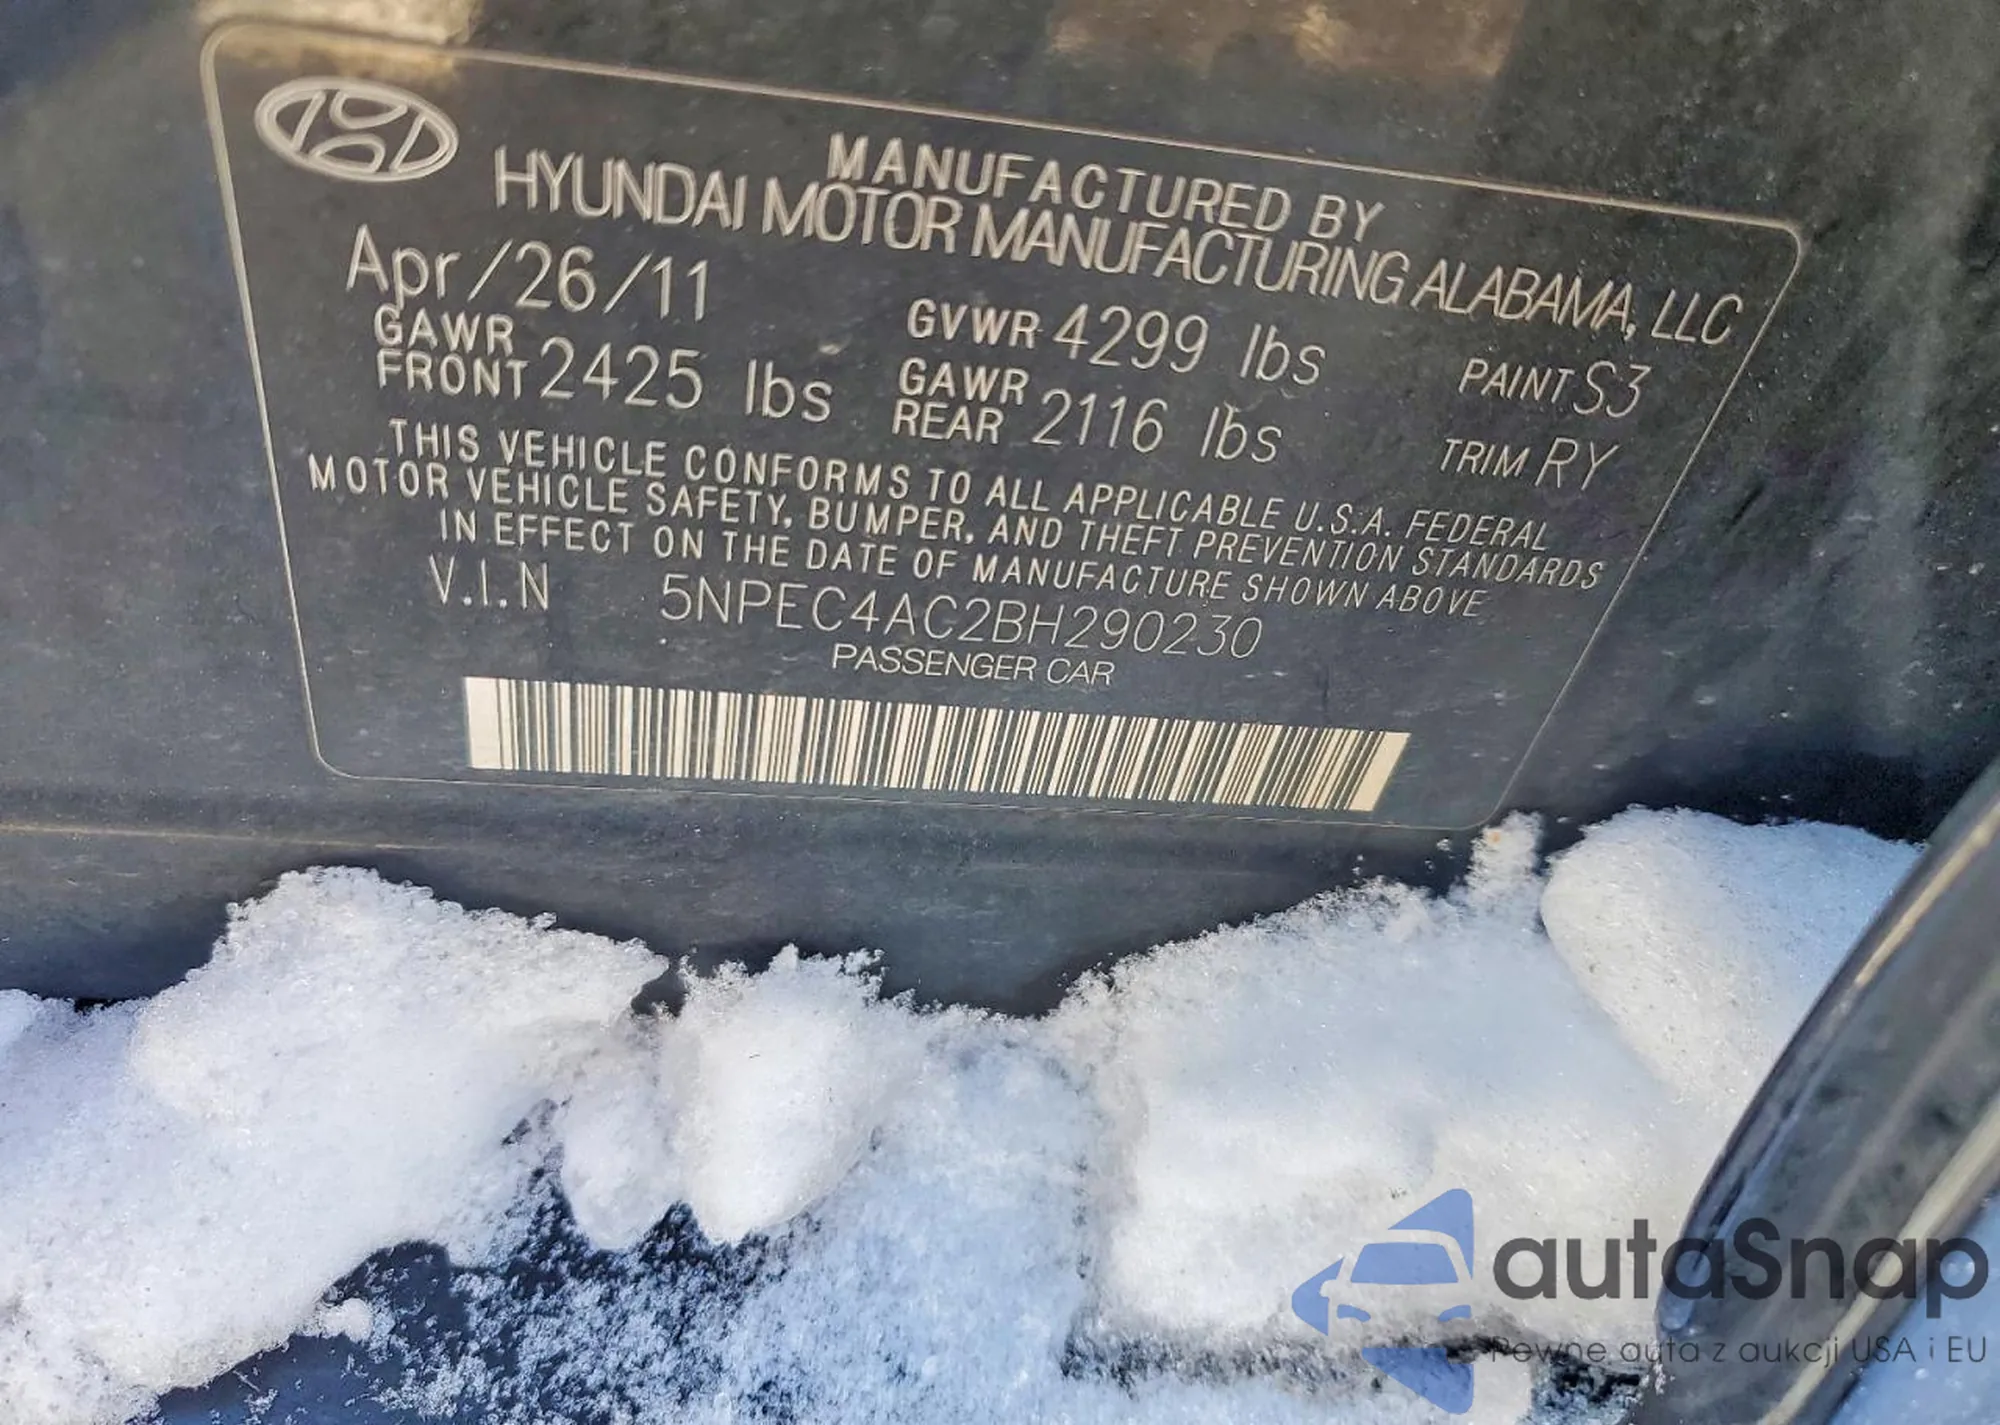 MANUFACTURED BY
HYUNDAI MOTOR MANUFACTURING ALABAMA, LLC
Apr/26/11 GVWR 4299 lbs PAINT S3
GAWR FRONT 2425 lbs GAWR REAR 2116 lbs TRIM RY
THIS VEHICLE CONFORMS TO ALL APPLICABLE U.S.A. FEDERAL
MOTOR VEHICLE SAFETY, BUMPER, AND THEFT PREVENTION STANDARDS
IN EFFECT ON THE DATE OF MANUFACTURE SHOWN ABOVE
V.I.N 5NPEC4AC2BH290230
PASSENGER CAR
autaSnap
Pewne auta z aukcji USA i EU